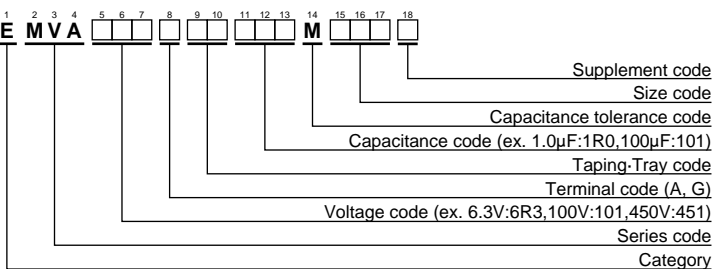 1 2 3 4 5 6 7 8 9 10 11 12 13 14 15 16 17 18
E M V A M
Supplement code
Size code
Capacitance tolerance code
Capacitance code (ex. 1.0μF:1R0,100μF:101)
Taping·Tray code
Terminal code (A, G)
Voltage code (ex. 6.3V:6R3,100V:101,450V:451)
Series code
Category